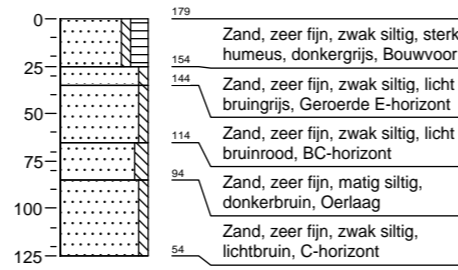 0
25
50
75
100
125
179
Zand, zeer fijn, zwak siltig, sterk
humeus, donkergrijs, Bouwvoor
154
Zand, zeer fijn, zwak siltig, licht
bruingrijs, Geroerde E-horizont
144
Zand, zeer fijn, zwak siltig, licht
bruinrood, BC-horizont
114
Zand, zeer fijn, matig siltig,
donkerbruin, Oerlaag
94
Zand, zeer fijn, zwak siltig,
lichtbruin, C-horizont
54